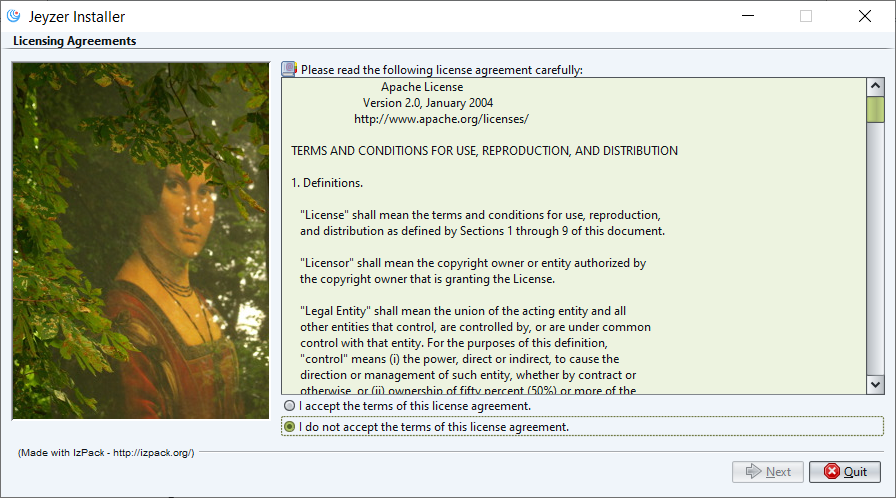 Jeyzer Installer
Licensing Agreements
Please read the following license agreement carefully:
Apache License
Version 2.0, January 2004
http://www.apache.org/licenses/
TERMS AND CONDITIONS FOR USE, REPRODUCTION, AND DISTRIBUTION
1. Definitions.
"License" shall mean the terms and conditions for use, reproduction,
and distribution as defined by Sections 1 through 9 of this document.
"Licensor" shall mean the copyright owner or entity authorized by
the copyright owner that is granting the License.
"Legal Entity" shall mean the union of the acting entity and all
other entities that control, are controlled by, or are under common
control with that entity. For the purposes of this definition,
"control" means (i) the power, direct or indirect, to cause the
direction or management of such entity, whether by contract or
otherwise, or (ii) ownership of fifty percent (50%) or more of the
I accept the terms of this license agreement.
I do not accept the terms of this license agreement.
(Made with IzPack - http://izpack.org/)
Next
Quit